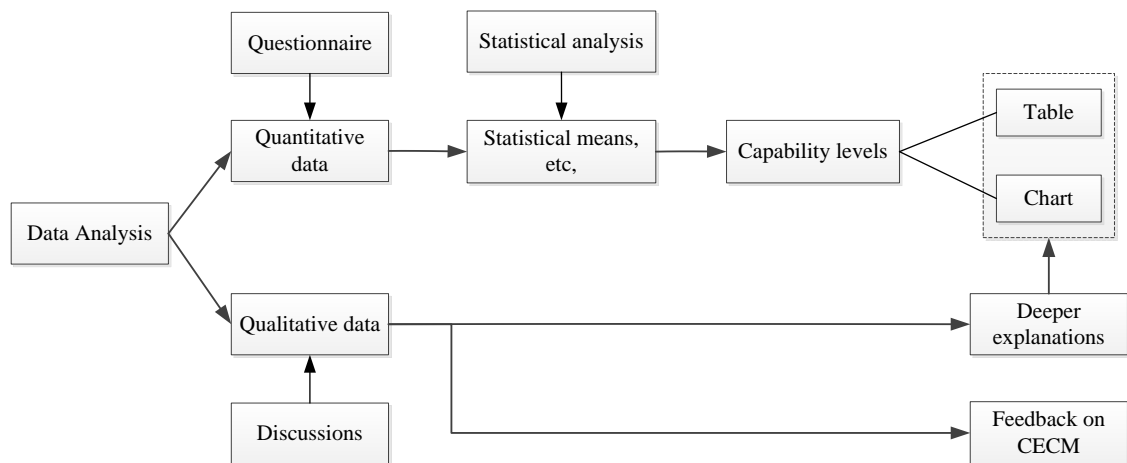 Questionnaire
Statistical analysis
Quantitative
data
Statistical means,
etc,
Capability levels
Table
Chart
Data Analysis
Qualitative data
Deeper
explanations
Discussions
Feedback on
CECM